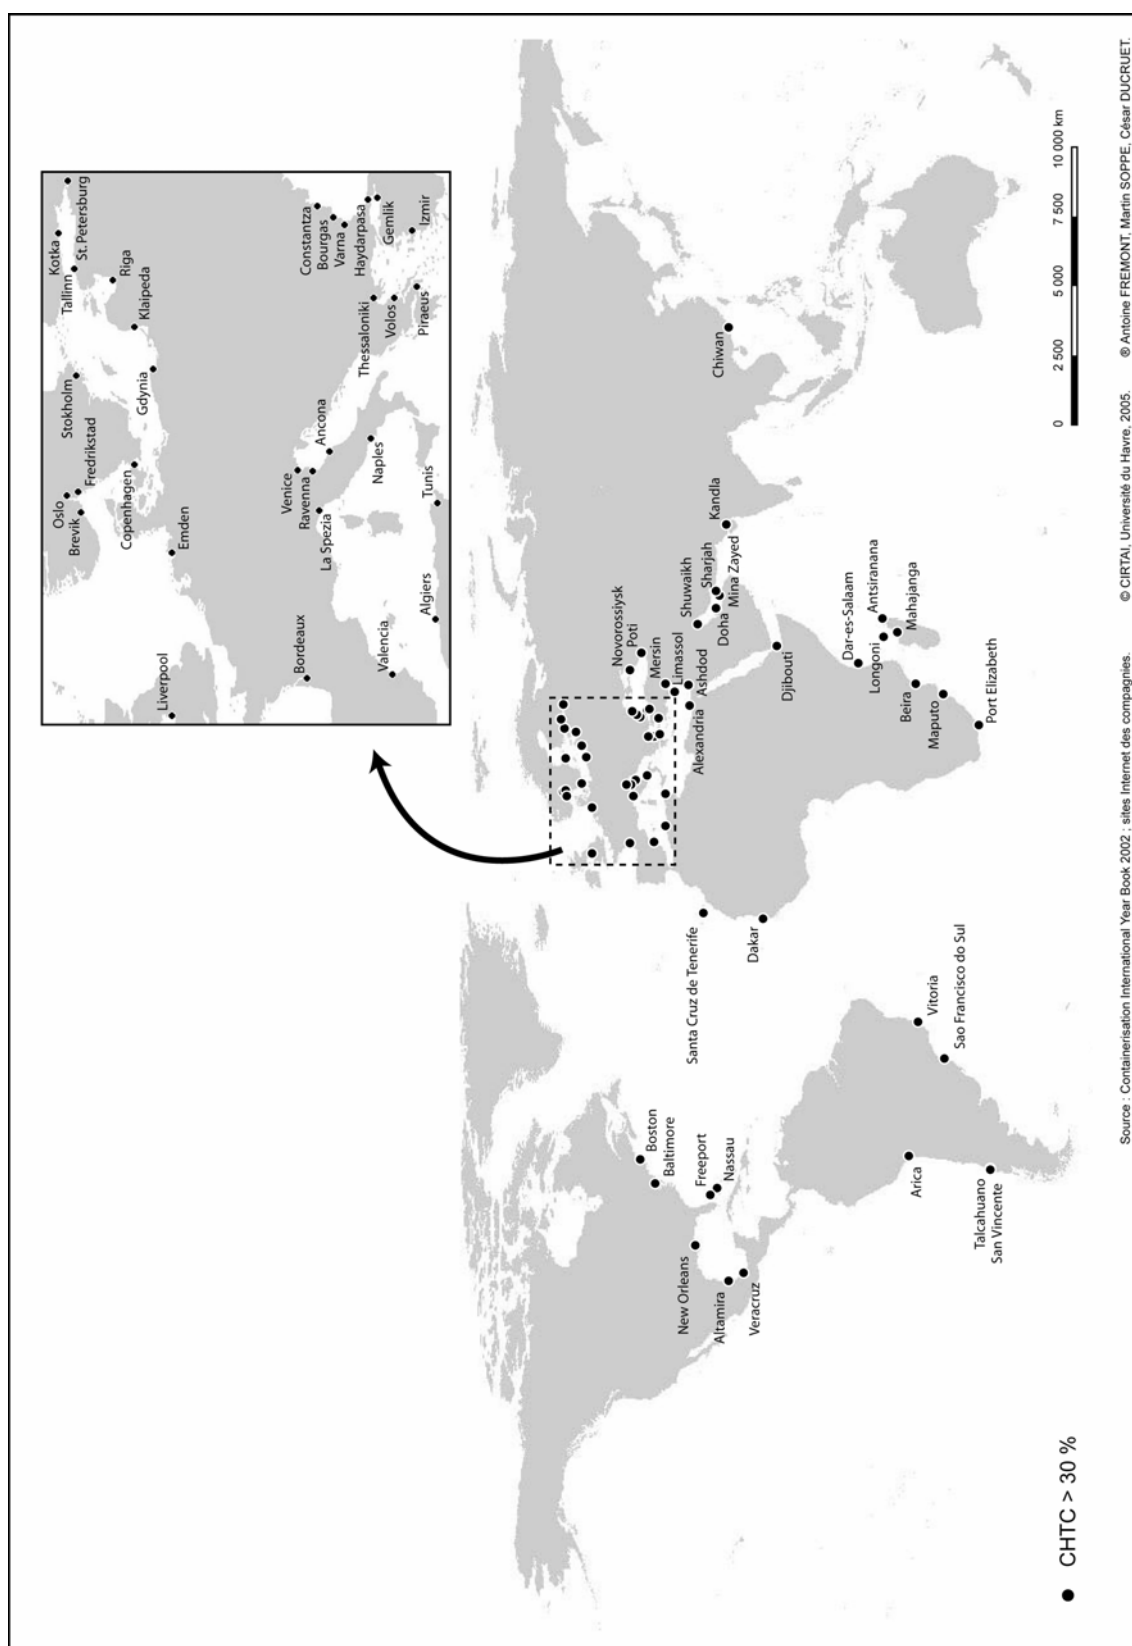 Kotka
St. Petersburg
Tallinn
Riga
Klaipeda
Stokholm
Gdynia
Fredrikstad
Oslo
Brevik
Copenhagen
Emden
Liverpool
Constantza
Bourgas
Varna
Haydarpasa
Gemlik
Izmir
Thessaloniki
Volos
Piraeus
Venice
Ravenna
Ancona
La Spezia
Naples
Tunis
Bordeaux
Valencia
Algiers
Novorossiysk
Poti
Mersin
Limassol
Ashdod
Alexandria
Shuwaikh
Sharjah
Doha
Mina Zayed
Kandla
Chiwan
Djibouti
Dar-es-Salaam
Antsiranana
Longoni
Mahajanga
Beira
Maputo
Port Elizabeth
Santa Cruz de Tenerife
Dakar
Boston
Baltimore
Freeport
Nassau
New Orleans
Altamira
Veracruz
Vitoria
Sao Francisco do Sul
Arica
Talcahuano
San Vincente
0 2 500 5 000 7 500 10 000 km
CHTC > 30 %
Source : Containerisation International Year Book 2002 ; sites Internet des compagnies. © CIRTAI, Université du Havre, 2005. ® Antoine FREMONT, Martin SOPPE, César DUCRUET.